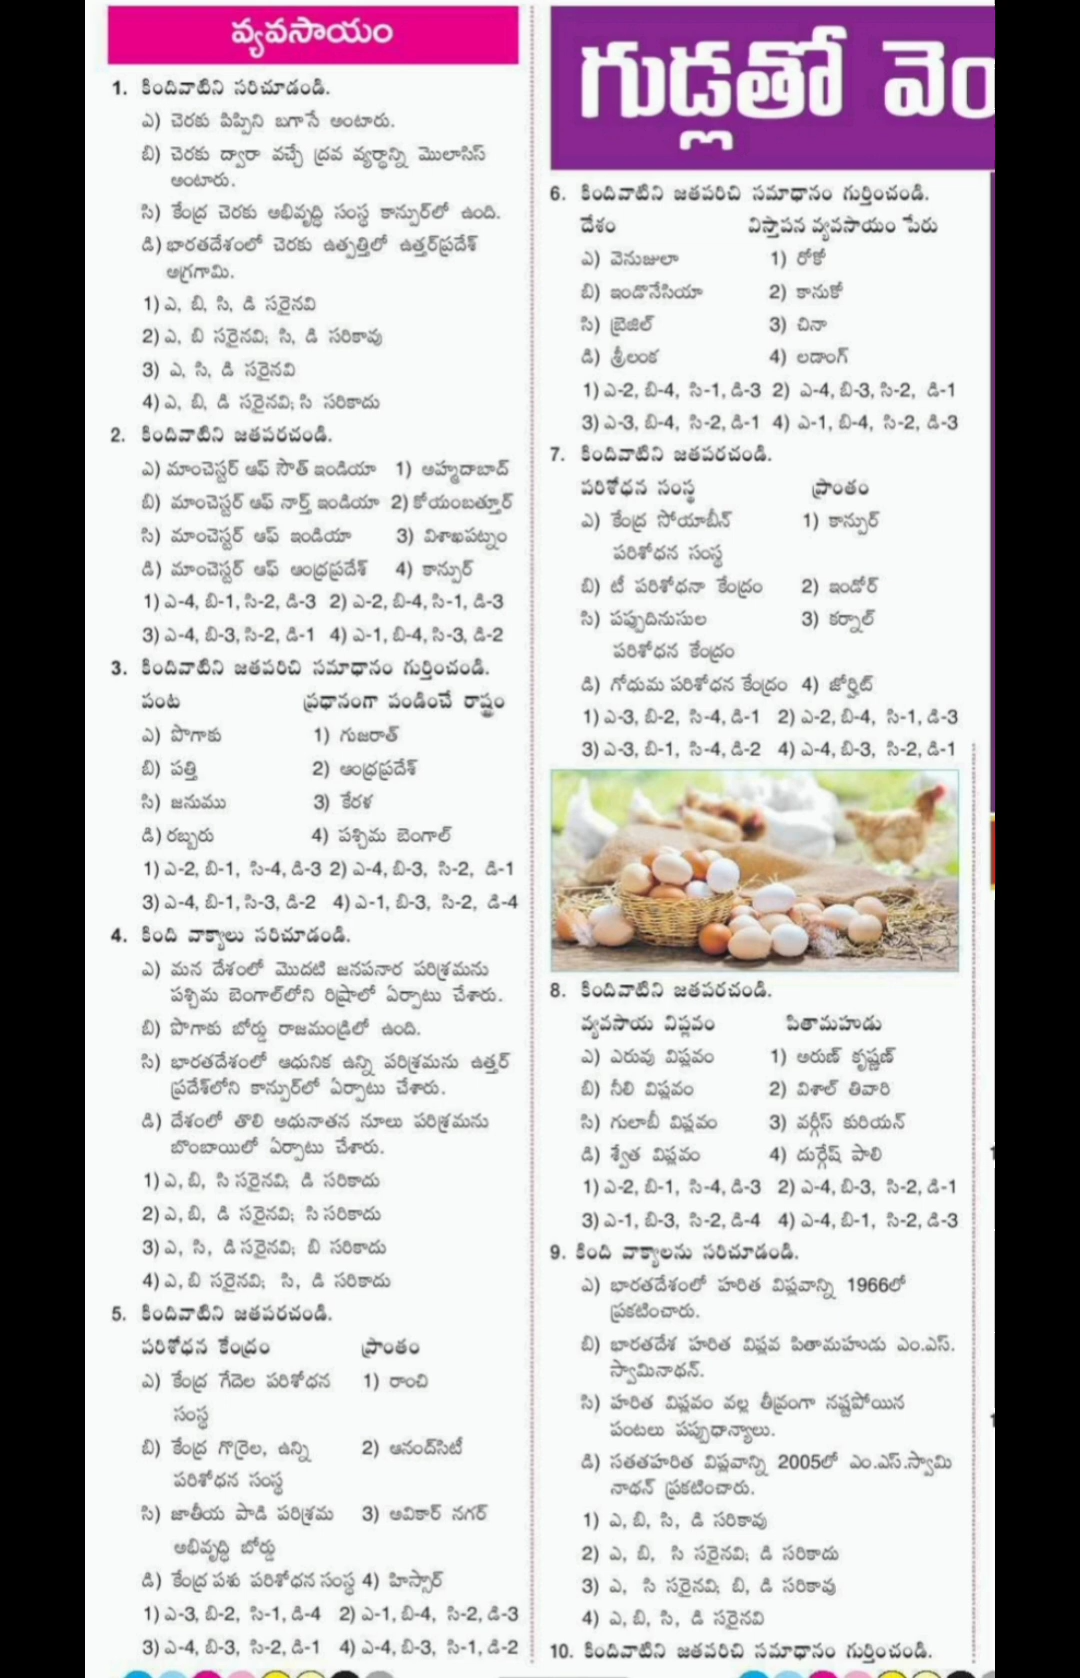 వ్యవసాయం
1. కిందివాటిని సరిచూడండి.
ఎ) చెరకు పిప్పిని బగాసే అంటారు.
బి) చెరకు ద్వారా వచ్చే ద్రవ వ్యర్థాన్ని మొలాసిస్
అంటారు.
సి) కేంద్ర చెరకు అభివృద్ధి సంస్థ కాన్పుర్‌లో ఉంది.
డి) భారతదేశంలో చెరకు ఉత్పత్తిలో ఉత్తర్‌ప్రదేశ్
అగ్రగామి.
1) ఎ, బి, సి, డి సరైనవి
2) ఎ, బి సరైనవి; సి, డి సరికావు
3) ఎ, సి, డి సరైనవి
4) ఎ, బి, డి సరైనవి; సి సరికాదు
2. కిందివాటిని జతపరచండి.
ఎ) మాంచెస్టర్ ఆఫ్ సౌత్ ఇండియా 1) అహ్మదాబాద్
బి) మాంచెస్టర్ ఆఫ్ నార్త్ ఇండియా 2) కోయంబత్తూర్
సి) మాంచెస్టర్ ఆఫ్ ఇండియా 3) విశాఖపట్నం
డి) మాంచెస్టర్ ఆఫ్ ఆంధ్రప్రదేశ్ 4) కాన్పుర్
1) ఎ-4, బి-1, సి-2, డి-3 2) ఎ-2, బి-4, సి-1, డి-3
3) ఎ-4, బి-3, సి-2, డి-1 4) ఎ-1, బి-4, సి-3, డి-2
3. కిందివాటిని జతపరిచి సమాధానం గుర్తించండి.
పంట ప్రధానంగా పండించే రాష్ట్రం
ఎ) పొగాకు 1) గుజరాత్
బి) పత్తి 2) ఆంధ్రప్రదేశ్
సి) జనుము 3) కేరళ
డి) రబ్బరు 4) పశ్చిమ బెంగాల్
1) ఎ-2, బి-1, సి-4, డి-3 2) ఎ-4, బి-3, సి-2, డి-1
3) ఎ-4, బి-1, సి-3, డి-2 4) ఎ-1, బి-3, సి-2, డి-4
4. కింది వాక్యాలు సరిచూడండి.
ఎ) మన దేశంలో మొదటి జనపనార పరిశ్రమను
పశ్చిమ బెంగాల్‌లోని రిష్రాలో ఏర్పాటు చేశారు.
బి) పొగాకు బోర్డు రాజమండ్రిలో ఉంది.
సి) భారతదేశంలో ఆధునిక ఉన్ని పరిశ్రమను ఉత్తర్
ప్రదేశ్‌లోని కాన్పుర్‌లో ఏర్పాటు చేశారు.
డి) దేశంలో తొలి అధునాతన నూలు పరిశ్రమను
బొంబాయిలో ఏర్పాటు చేశారు.
1) ఎ, బి, సి సరైనవి; డి సరికాదు
2) ఎ, బి, డి సరైనవి; సి సరికాదు
3) ఎ, సి, డి సరైనవి; బి సరికాదు
4) ఎ, బి సరైనవి; సి, డి సరికాదు
5. కిందివాటిని జతపరచండి.
పరిశోధన కేంద్రం ప్రాంతం
ఎ) కేంద్ర గేదెల పరిశోధన 1) రాంచి
సంస్థ
బి) కేంద్ర గొర్రెల, ఉన్ని 2) ఆనంద్‌సిటీ
పరిశోధన సంస్థ
సి) జాతీయ పాడి పరిశ్రమ 3) అవికార్ నగర్
అభివృద్ధి బోర్డు
డి) కేంద్ర పశు పరిశోధన సంస్థ 4) హిస్సార్
1) ఎ-3, బి-2, సి-1, డి-4 2) ఎ-1, బి-4, సి-2, డి-3
3) ఎ-4, బి-3, సి-2, డి-1 4) ఎ-4, బి-3, సి-1, డి-2
గుడ్లతో వెం
6. కిందివాటిని జతపరిచి సమాధానం గుర్తించండి.
దేశం విస్తాపన వ్యవసాయం పేరు
ఎ) వెనుజులా 1) రోకో
బి) ఇండొనేసియా 2) కానుకో
సి) బ్రెజిల్ 3) చినా
డి) శ్రీలంక 4) లదాంగ్
1) ఎ-2, బి-4, సి-1, డి-3 2) ఎ-4, బి-3, సి-2, డి-1
3) ఎ-3, బి-4, సి-2, డి-1 4) ఎ-1, బి-4, సి-2, డి-3
7. కిందివాటిని జతపరచండి.
పరిశోధన సంస్థ ప్రాంతం
ఎ) కేంద్ర సోయాబీన్ 1) కాన్పుర్
పరిశోధన సంస్థ
బి) టీ పరిశోధనా కేంద్రం 2) ఇండోర్
సి) పప్పుదినుసుల 3) కర్నాల్
పరిశోధన కేంద్రం
డి) గోధుమ పరిశోధన కేంద్రం 4) జోర్హాట్
1) ఎ-3, బి-2, సి-4, డి-1 2) ఎ-2, బి-4, సి-1, డి-3
3) ఎ-3, బి-1, సి-4, డి-2 4) ఎ-4, బి-3, సి-2, డి-1
8. కిందివాటిని జతపరచండి.
వ్యవసాయ విప్లవం పితామహుడు
ఎ) ఎరువు విప్లవం 1) అరుణ్ కృష్ణణ్
బి) నీలి విప్లవం 2) విశాల్ తివారి
సి) గులాబీ విప్లవం 3) వర్గీస్ కురియన్
డి) శ్వేత విప్లవం 4) దుర్గేష్ పాలి
1) ఎ-2, బి-1, సి-4, డి-3 2) ఎ-4, బి-3, సి-2, డి-1
3) ఎ-1, బి-3, సి-2, డి-4 4) ఎ-4, బి-1, సి-2, డి-3
9. కింది వాక్యాలను సరిచూడండి.
ఎ) భారతదేశంలో హరిత విప్లవాన్ని 1966లో
ప్రకటించారు.
బి) భారతదేశ హరిత విప్లవ పితామహుడు ఎం.ఎస్.
స్వామినాథన్.
సి) హరిత విప్లవం వల్ల తీవ్రంగా నష్టపోయిన
పంటలు పప్పుధాన్యాలు.
డి) సతతహరిత విప్లవాన్ని 2005లో ఎం.ఎస్.స్వామి
నాథన్ ప్రకటించారు.
1) ఎ, బి, సి, డి సరికావు
2) ఎ, బి, సి సరైనవి; డి సరికాదు
3) ఎ, సి సరైనవి; బి, డి సరికావు
4) ఎ, బి, సి, డి సరైనవి
10. కిందివాటిని జతపరిచి సమాధానం గుర్తించండి.